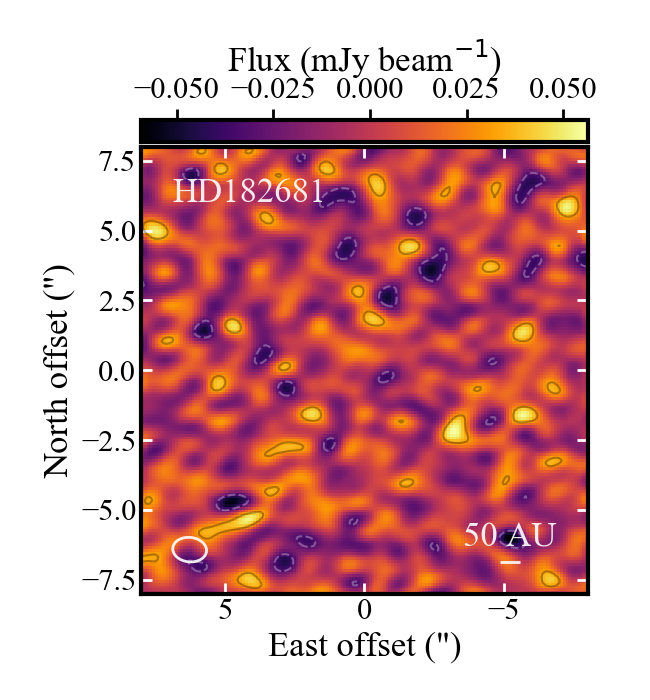 Flux (mJy beam⁻¹)
−0.050 −0.025 0.000 0.025 0.050
HD182681
7.5
5.0
2.5
0.0
−2.5
−5.0
−7.5
North offset (")
50 AU
5 0 −5
East offset (")